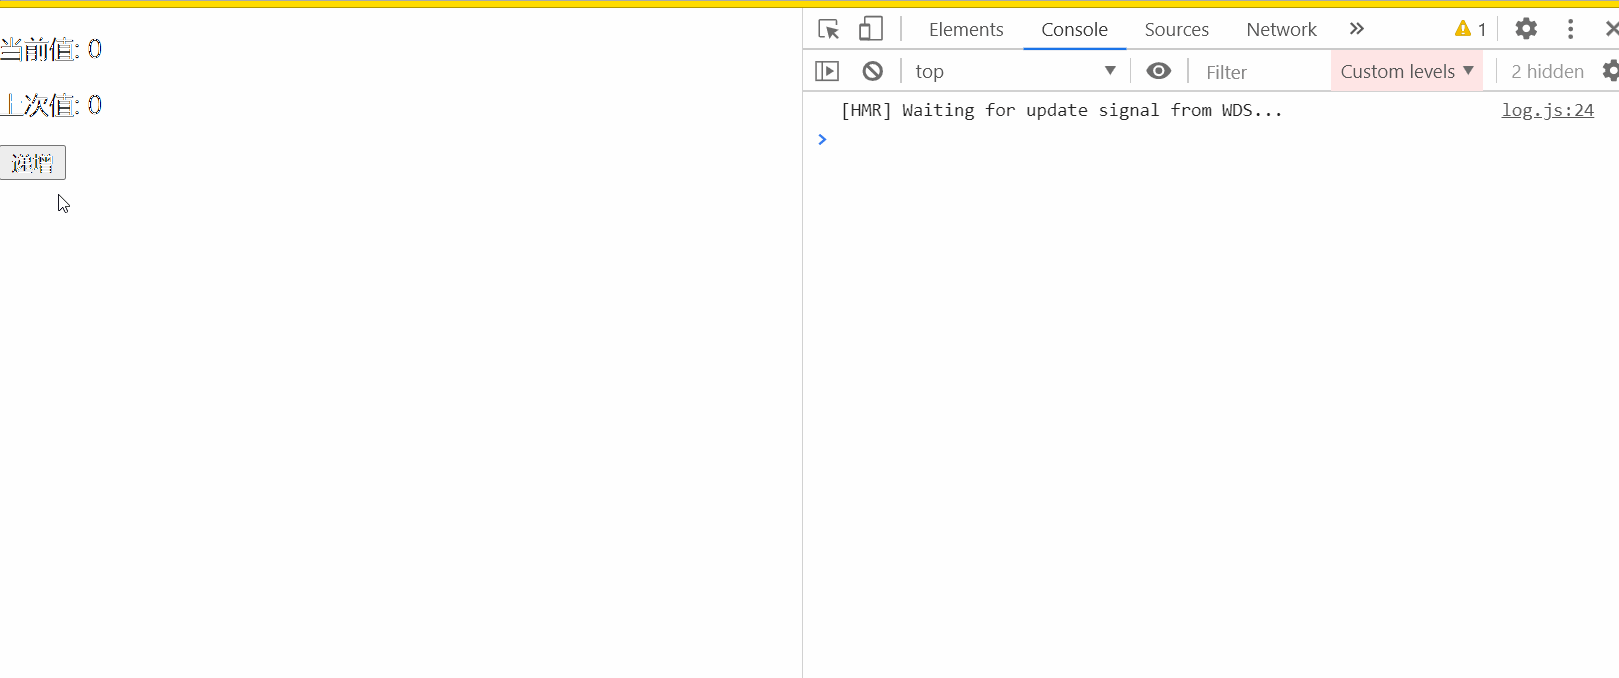 当前值: 0
上次值: 0
递增
Elements Console Sources Network 1
top Filter Custom levels 2 hidden
[HMR] Waiting for update signal from WDS... log.js:24